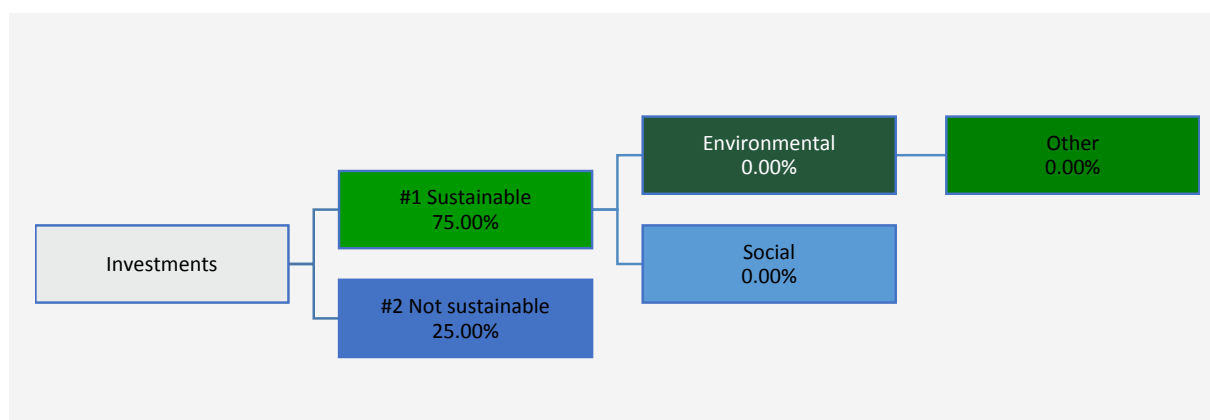 Investments
#1 Sustainable
75.00%
#2 Not sustainable
25.00%
Environmental
0.00%
Social
0.00%
Other
0.00%